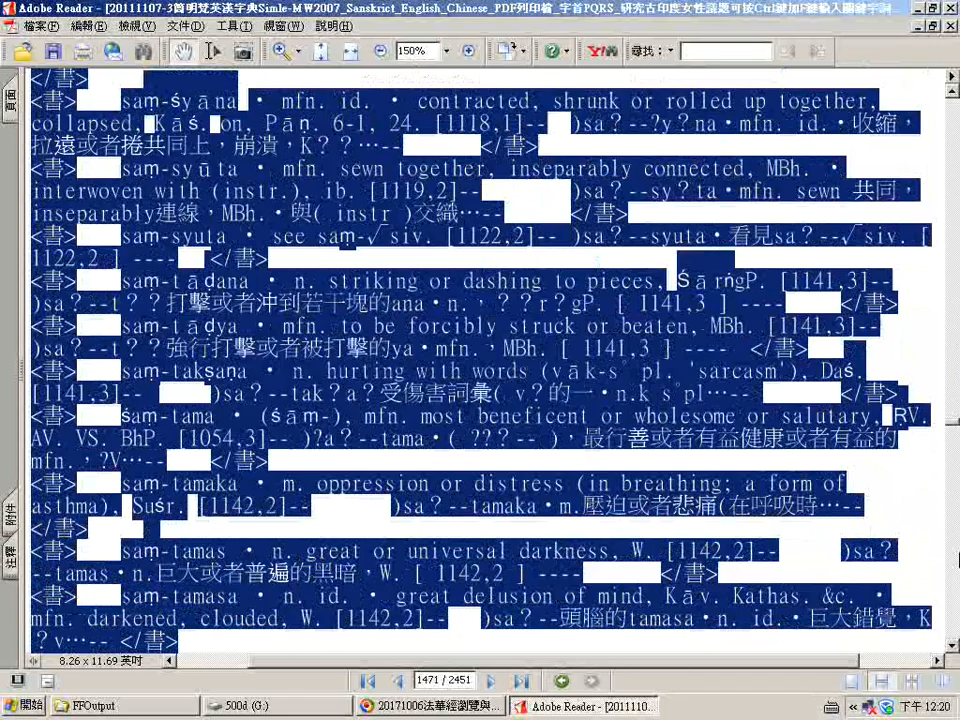 Adobe Reader - [20111107-3簡明梵英漢字典Simle-MW2007_Sanskrict_English_Chinese_PDF列印檔_字首PQRS_研究古印度女性議題可按Ctrl鍵加F鍵輸入關鍵字詞
檔案(F) 編輯(E) 檢視(V) 文件(D) 工具(T) 視窗(W) 說明(H)
150% 尋找:
頁面
附件
注釋
</書>
<書> saṃ-śyāna • mfn. id. • contracted, shrunk or rolled up together,
collapsed, Kāś. on, Pāṇ. 6-1, 24. [1118,1]-- )sa？--?y？na•mfn. id.•收縮，
拉遠或者捲共同上，崩潰，K？？…-- </書>
<書> saṃ-syūta • mfn. sewn together, inseparably connected, MBh. •
interwoven with (instr.), ib. [1119,2]-- )sa？--sy？ta•mfn. sewn 共同，
inseparably連線，MBh.•與( instr )交織…-- </書>
<書> saṃ-syuta • see saṃ-√siv. [1122,2]-- )sa？--syuta•看見sa？--√siv. [
1122,2 ] ---- </書>
<書> saṃ-tāḍana • n. striking or dashing to pieces, ŚārṅgP. [1141,3]--
)sa？--t？？打擊或者沖到若干塊的ana•n.，？？r？gP. [ 1141,3 ] ---- </書>
<書> saṃ-tāḍya • mfn. to be forcibly struck or beaten, MBh. [1141,3]--
)sa？--t？？強行打擊或者被打擊的ya•mfn.，MBh. [ 1141,3 ] ---- </書>
<書> saṃ-takṣaṇa • n. hurting with words (vāk-s° pl. 'sarcasm'), Daś.
[1141,3]-- )sa？--tak？a？受傷害詞彙( v？的一•n.k s°pl…-- </書>
<書> śaṃ-tama • (śāṃ-), mfn. most beneficent or wholesome or salutary, ṚV.
AV. VS. BhP. [1054,3]-- )?a？--tama•( ??？-- )，最行善或者有益健康或者有益的
mfn.，?V…-- </書>
<書> saṃ-tamaka • m. oppression or distress (in breathing; a form of
asthma), Suśr. [1142,2]-- )sa？--tamaka•m.壓迫或者悲痛(在呼吸時…--
</書>
<書> saṃ-tamas • n. great or universal darkness, W. [1142,2]-- )sa？
--tamas•n.巨大或者普遍的黑暗，W. [ 1142,2 ] ---- </書>
<書> saṃ-tamasa • n. id. • great delusion of mind, Kāv. Kathas. &c. •
mfn. darkened, clouded, W. [1142,2]-- )sa？--頭腦的tamasa•n. id.•巨大錯覺，K
？v…-- </書>
8.26 x 11.69 英吋
1471 / 2451
開始 FFOutput 500d (G:) 20171006法華經瀏覽與... Adobe Reader - [2011110... 下午 12:20